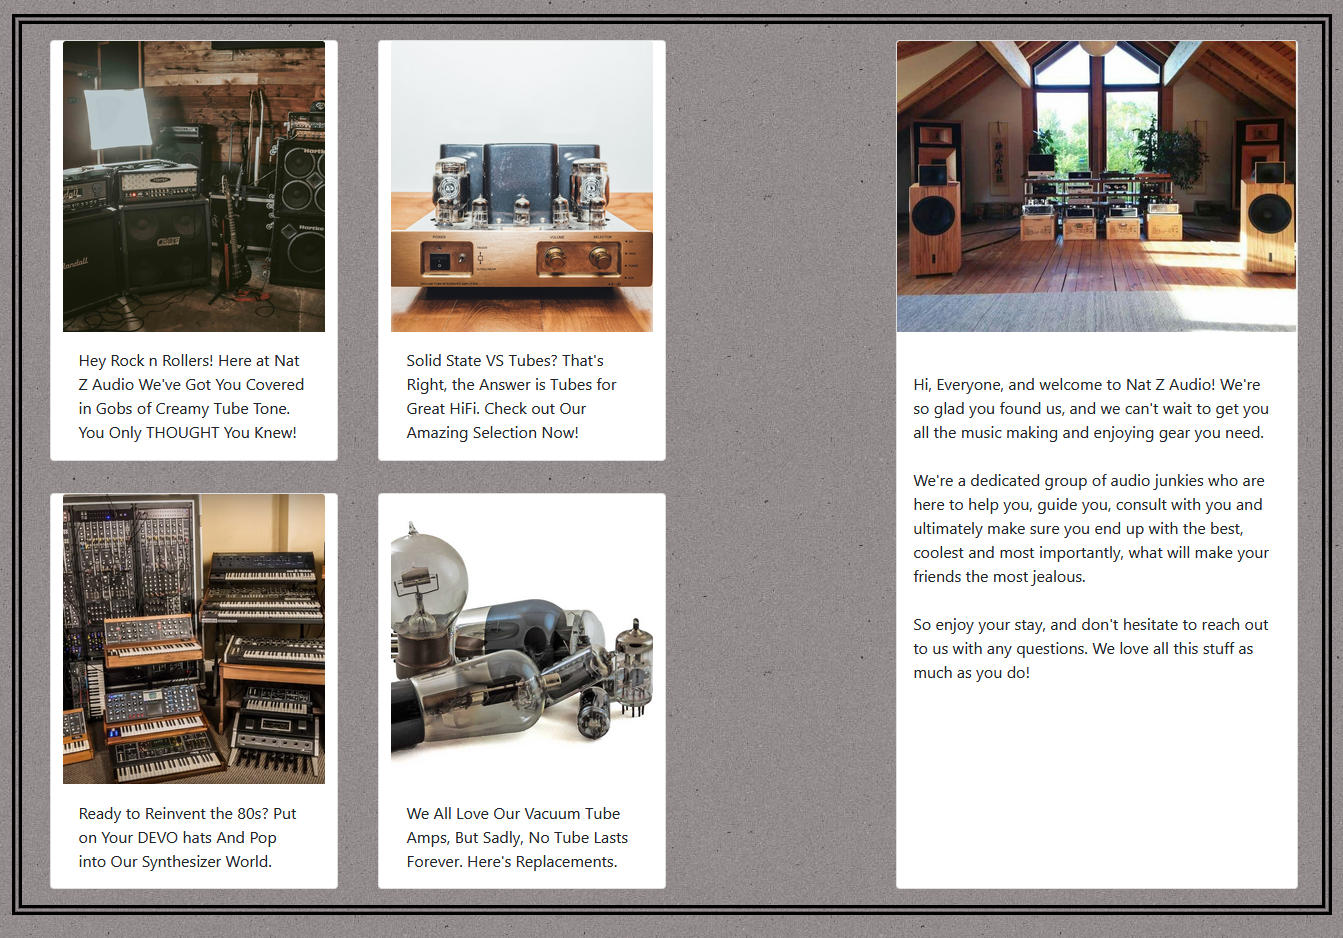 Hartke
Hartke
CRATE
Randall
Hey Rock n Rollers! Here at Nat
Z Audio We've Got You Covered
in Gobs of Creamy Tube Tone.
You Only THOUGHT You Knew!
POWER
VOLUME
SELECTOR
Solid State VS Tubes? That's
Right, the Answer is Tubes for
Great HiFi. Check out Our
Amazing Selection Now!
Ready to Reinvent the 80s? Put
on Your DEVO hats And Pop
into Our Synthesizer World.
We All Love Our Vacuum Tube
Amps, But Sadly, No Tube Lasts
Forever. Here's Replacements.
Hi, Everyone, and welcome to Nat Z Audio! We're
so glad you found us, and we can't wait to get you
all the music making and enjoying gear you need.
We're a dedicated group of audio junkies who are
here to help you, guide you, consult with you and
ultimately make sure you end up with the best,
coolest and most importantly, what will make your
friends the most jealous.
So enjoy your stay, and don't hesitate to reach out
to us with any questions. We love all this stuff as
much as you do!